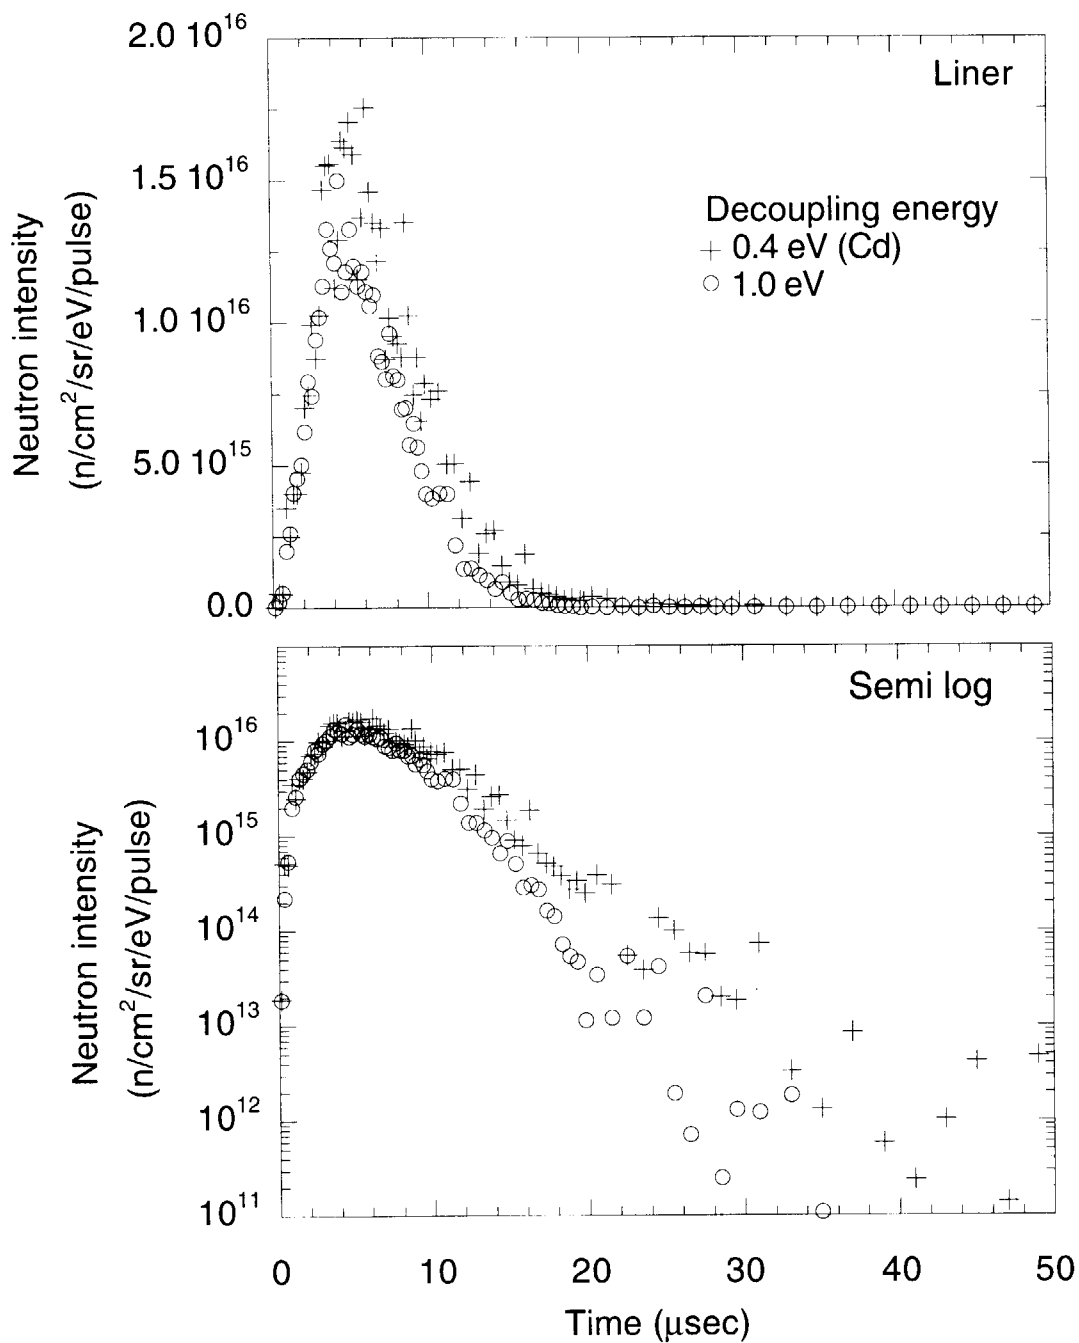 2.0 10^16
Liner
1.5 10^16
Decoupling energy
+ 0.4 eV (Cd)
○ 1.0 eV
1.0 10^16
Neutron intensity
(n/cm^2/sr/eV/pulse)
5.0 10^15
0.0
Semi log
10^16
10^15
Neutron intensity
(n/cm^2/sr/eV/pulse)
10^14
10^13
10^12
10^11
0 10 20 30 40 50
Time (μsec)